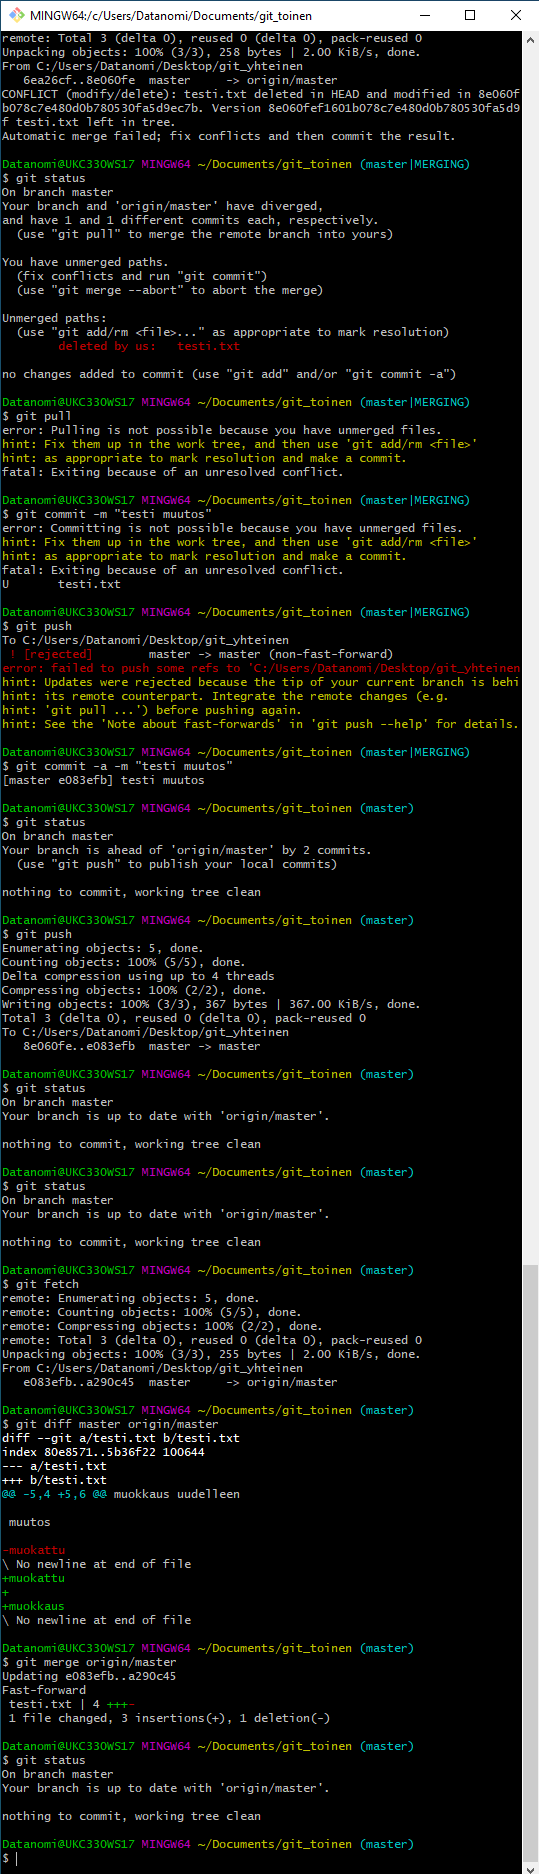 MINGW64:/c/Users/Datanomi/Documents/git_toinen
remote: Total 3 (delta 0), reused 0 (delta 0), pack-reused 0
Unpacking objects: 100% (3/3), 258 bytes | 2.00 KiB/s, done.
From C:/Users/Datanomi/Desktop/git_yhteinen
   6ea26cf..8e060fe  master     -> origin/master
CONFLICT (modify/delete): testi.txt deleted in HEAD and modified in 8e060f
b078c7e480d0b780530fa5d9ec7b. Version 8e060fef1601b078c7e480d0b780530fa5d9
f testi.txt left in tree.
Automatic merge failed; fix conflicts and then commit the result.
Datanomi@UKC330WS17 MINGW64 ~/Documents/git_toinen (master|MERGING)
$ git status
On branch master
Your branch and 'origin/master' have diverged,
and have 1 and 1 different commits each, respectively.
  (use "git pull" to merge the remote branch into yours)
You have unmerged paths.
  (fix conflicts and run "git commit")
  (use "git merge --abort" to abort the merge)
Unmerged paths:
  (use "git add/rm <file>..." as appropriate to mark resolution)
        deleted by us:   testi.txt
no changes added to commit (use "git add" and/or "git commit -a")
Datanomi@UKC330WS17 MINGW64 ~/Documents/git_toinen (master|MERGING)
$ git pull
error: Pulling is not possible because you have unmerged files.
hint: Fix them up in the work tree, and then use 'git add/rm <file>'
hint: as appropriate to mark resolution and make a commit.
fatal: Exiting because of an unresolved conflict.
Datanomi@UKC330WS17 MINGW64 ~/Documents/git_toinen (master|MERGING)
$ git commit -m "testi muutos"
error: Committing is not possible because you have unmerged files.
hint: Fix them up in the work tree, and then use 'git add/rm <file>'
hint: as appropriate to mark resolution and make a commit.
fatal: Exiting because of an unresolved conflict.
U       testi.txt
Datanomi@UKC330WS17 MINGW64 ~/Documents/git_toinen (master|MERGING)
$ git push
To C:/Users/Datanomi/Desktop/git_yhteinen
 ! [rejected]        master -> master (non-fast-forward)
error: failed to push some refs to 'C:/Users/Datanomi/Desktop/git_yhteinen
hint: Updates were rejected because the tip of your current branch is behi
hint: its remote counterpart. Integrate the remote changes (e.g.
hint: 'git pull ...') before pushing again.
hint: See the 'Note about fast-forwards' in 'git push --help' for details.
Datanomi@UKC330WS17 MINGW64 ~/Documents/git_toinen (master|MERGING)
$ git commit -a -m "testi muutos"
[master e083efb] testi muutos
Datanomi@UKC330WS17 MINGW64 ~/Documents/git_toinen (master)
$ git status
On branch master
Your branch is ahead of 'origin/master' by 2 commits.
  (use "git push" to publish your local commits)
nothing to commit, working tree clean
Datanomi@UKC330WS17 MINGW64 ~/Documents/git_toinen (master)
$ git push
Enumerating objects: 5, done.
Counting objects: 100% (5/5), done.
Delta compression using up to 4 threads
Compressing objects: 100% (2/2), done.
Writing objects: 100% (3/3), 367 bytes | 367.00 KiB/s, done.
Total 3 (delta 0), reused 0 (delta 0), pack-reused 0
To C:/Users/Datanomi/Desktop/git_yhteinen
   8e060fe..e083efb  master -> master
Datanomi@UKC330WS17 MINGW64 ~/Documents/git_toinen (master)
$ git status
On branch master
Your branch is up to date with 'origin/master'.
nothing to commit, working tree clean
Datanomi@UKC330WS17 MINGW64 ~/Documents/git_toinen (master)
$ git status
On branch master
Your branch is up to date with 'origin/master'.
nothing to commit, working tree clean
Datanomi@UKC330WS17 MINGW64 ~/Documents/git_toinen (master)
$ git fetch
remote: Enumerating objects: 5, done.
remote: Counting objects: 100% (5/5), done.
remote: Compressing objects: 100% (2/2), done.
remote: Total 3 (delta 0), reused 0 (delta 0), pack-reused 0
Unpacking objects: 100% (3/3), 255 bytes | 2.00 KiB/s, done.
From C:/Users/Datanomi/Desktop/git_yhteinen
   e083efb..a290c45  master     -> origin/master
Datanomi@UKC330WS17 MINGW64 ~/Documents/git_toinen (master)
$ git diff master origin/master
diff --git a/testi.txt b/testi.txt
index 80e8571..5b36f22 100644
--- a/testi.txt
+++ b/testi.txt
@@ -5,4 +5,6 @@ muokkaus uudelleen
 muutos
-muokattu
\ No newline at end of file
+muokattu
+
+muokkaus
\ No newline at end of file
Datanomi@UKC330WS17 MINGW64 ~/Documents/git_toinen (master)
$ git merge origin/master
Updating e083efb..a290c45
Fast-forward
 testi.txt | 4 +++-
 1 file changed, 3 insertions(+), 1 deletion(-)
Datanomi@UKC330WS17 MINGW64 ~/Documents/git_toinen (master)
$ git status
On branch master
Your branch is up to date with 'origin/master'.
nothing to commit, working tree clean
Datanomi@UKC330WS17 MINGW64 ~/Documents/git_toinen (master)
$